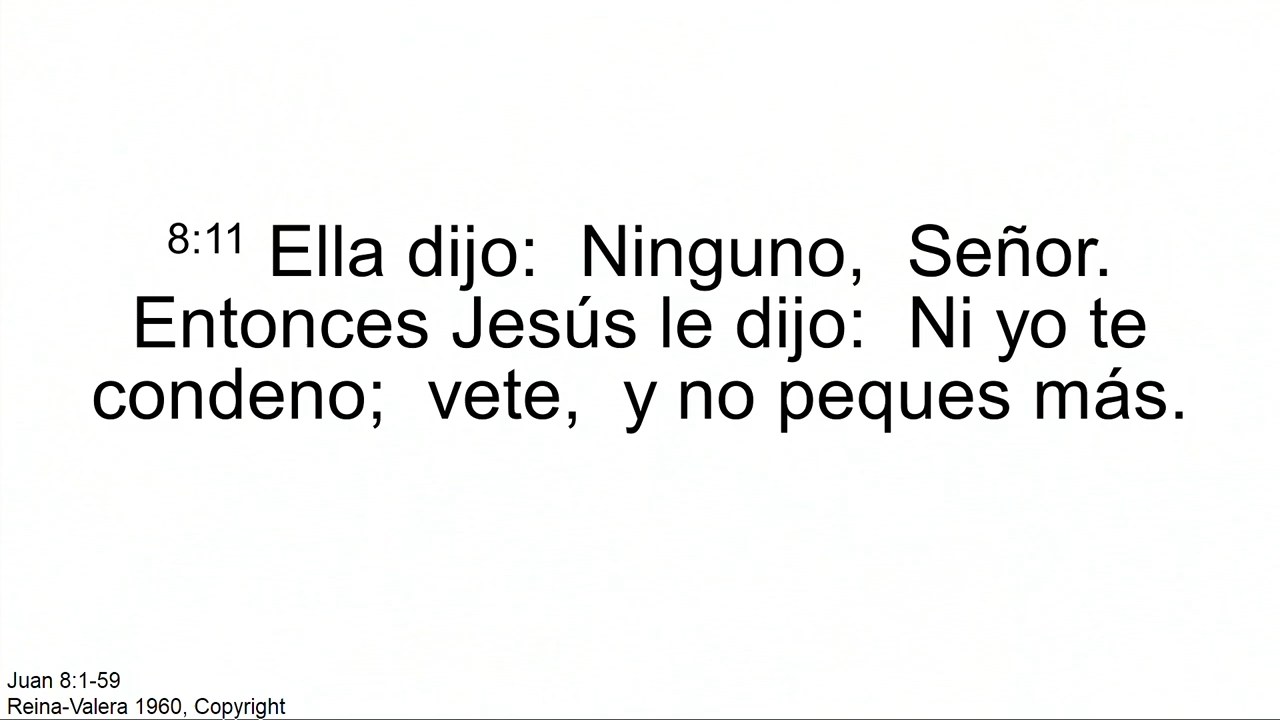 8:11 Ella dijo:  Ninguno,  Señor.
Entonces Jesús le dijo:  Ni yo te
condeno;  vete,  y no peques más.
Juan 8:1-59
Reina-Valera 1960, Copyright